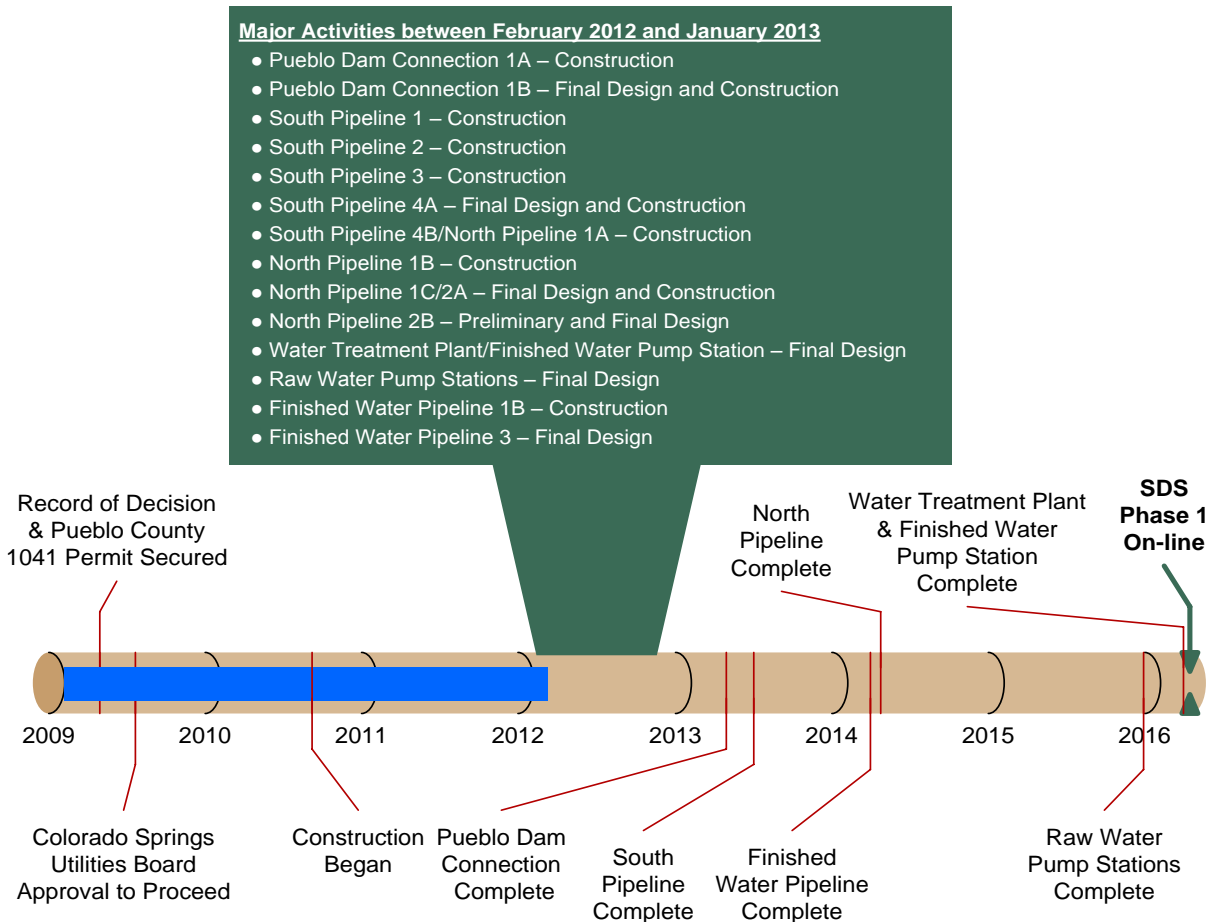 Major Activities between February 2012 and January 2013
● Pueblo Dam Connection 1A – Construction
● Pueblo Dam Connection 1B – Final Design and Construction
● South Pipeline 1 – Construction
● South Pipeline 2 – Construction
● South Pipeline 3 – Construction
● South Pipeline 4A – Final Design and Construction
● South Pipeline 4B/North Pipeline 1A – Construction
● North Pipeline 1B – Construction
● North Pipeline 1C/2A – Final Design and Construction
● North Pipeline 2B – Preliminary and Final Design
● Water Treatment Plant/Finished Water Pump Station – Final Design
● Raw Water Pump Stations – Final Design
● Finished Water Pipeline 1B – Construction
● Finished Water Pipeline 3 – Final Design
Record of Decision
& Pueblo County
1041 Permit Secured
North
Pipeline
Complete
Water Treatment Plant
& Finished Water
Pump Station
Complete
SDS
Phase 1
On-line
2009
2010
2011
2012
2013
2014
2015
2016
Colorado Springs
Utilities Board
Approval to Proceed
Construction
Began
Pueblo Dam
Connection
Complete
South
Pipeline
Complete
Finished
Water Pipeline
Complete
Raw Water
Pump Stations
Complete